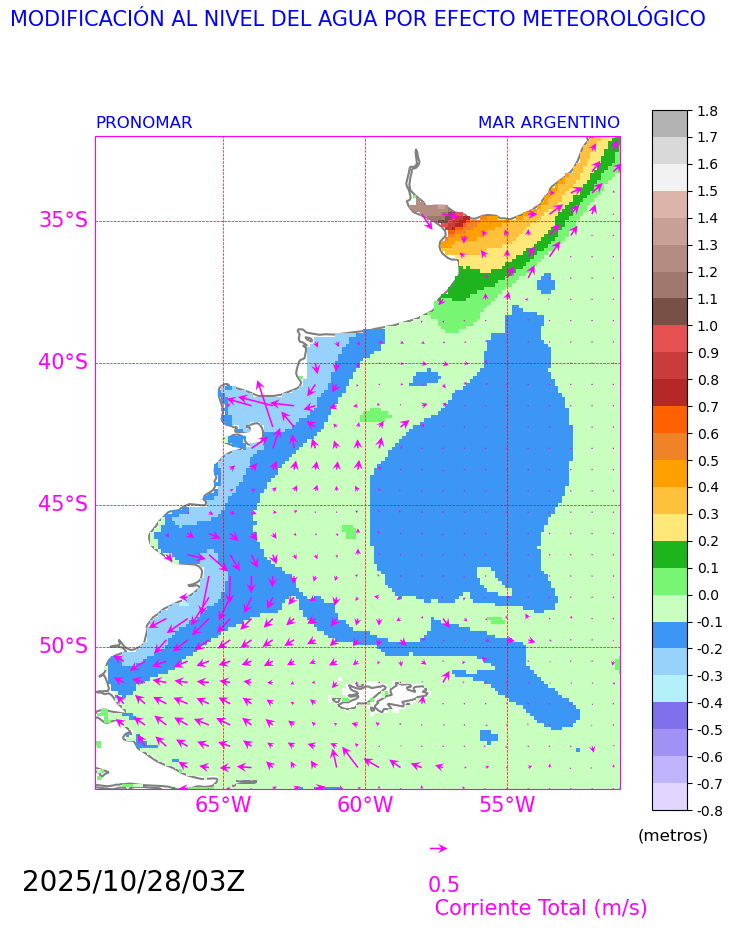 MODIFICACIÓN AL NIVEL DEL AGUA POR EFECTO METEOROLÓGICO
PRONOMAR
MAR ARGENTINO
35°S
40°S
45°S
50°S
65°W
60°W
55°W
1.8
1.7
1.6
1.5
1.4
1.3
1.2
1.1
1.0
0.9
0.8
0.7
0.6
0.5
0.4
0.3
0.2
0.1
0.0
-0.1
-0.2
-0.3
-0.4
-0.5
-0.6
-0.7
-0.8
(metros)
2025/10/28/03Z
0.5
Corriente Total (m/s)